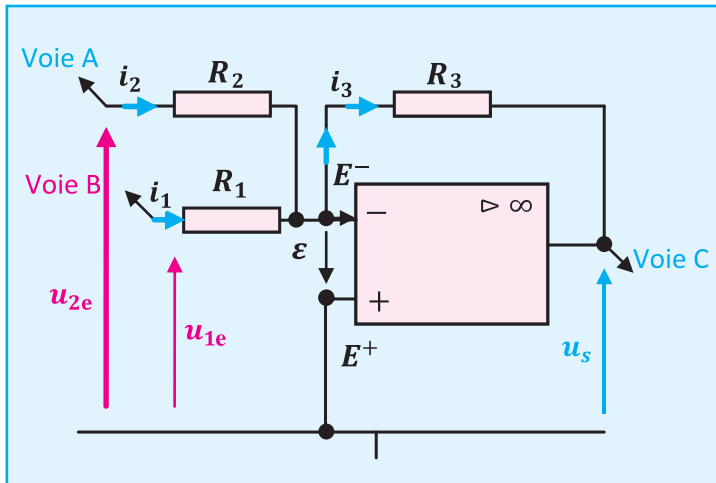 Voie A
i₂
R₂
i₃
R₃
Voie B
i₁
R₁
E⁻
−
▷ ∞
ε
Voie C
u₂ₑ
+
u₁ₑ
E⁺
uₛ